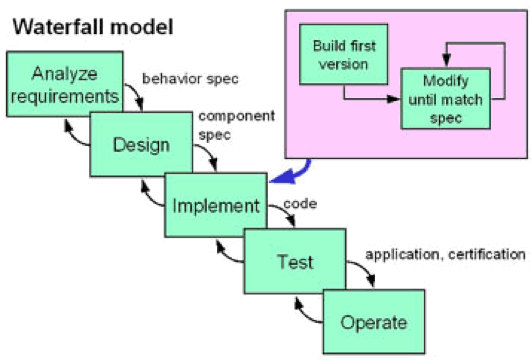 Waterfall model
Analyze
requirements
behavior spec
Design
component
spec
Implement
code
Test
application, certification
Operate
Build first
version
Modify
until match
spec